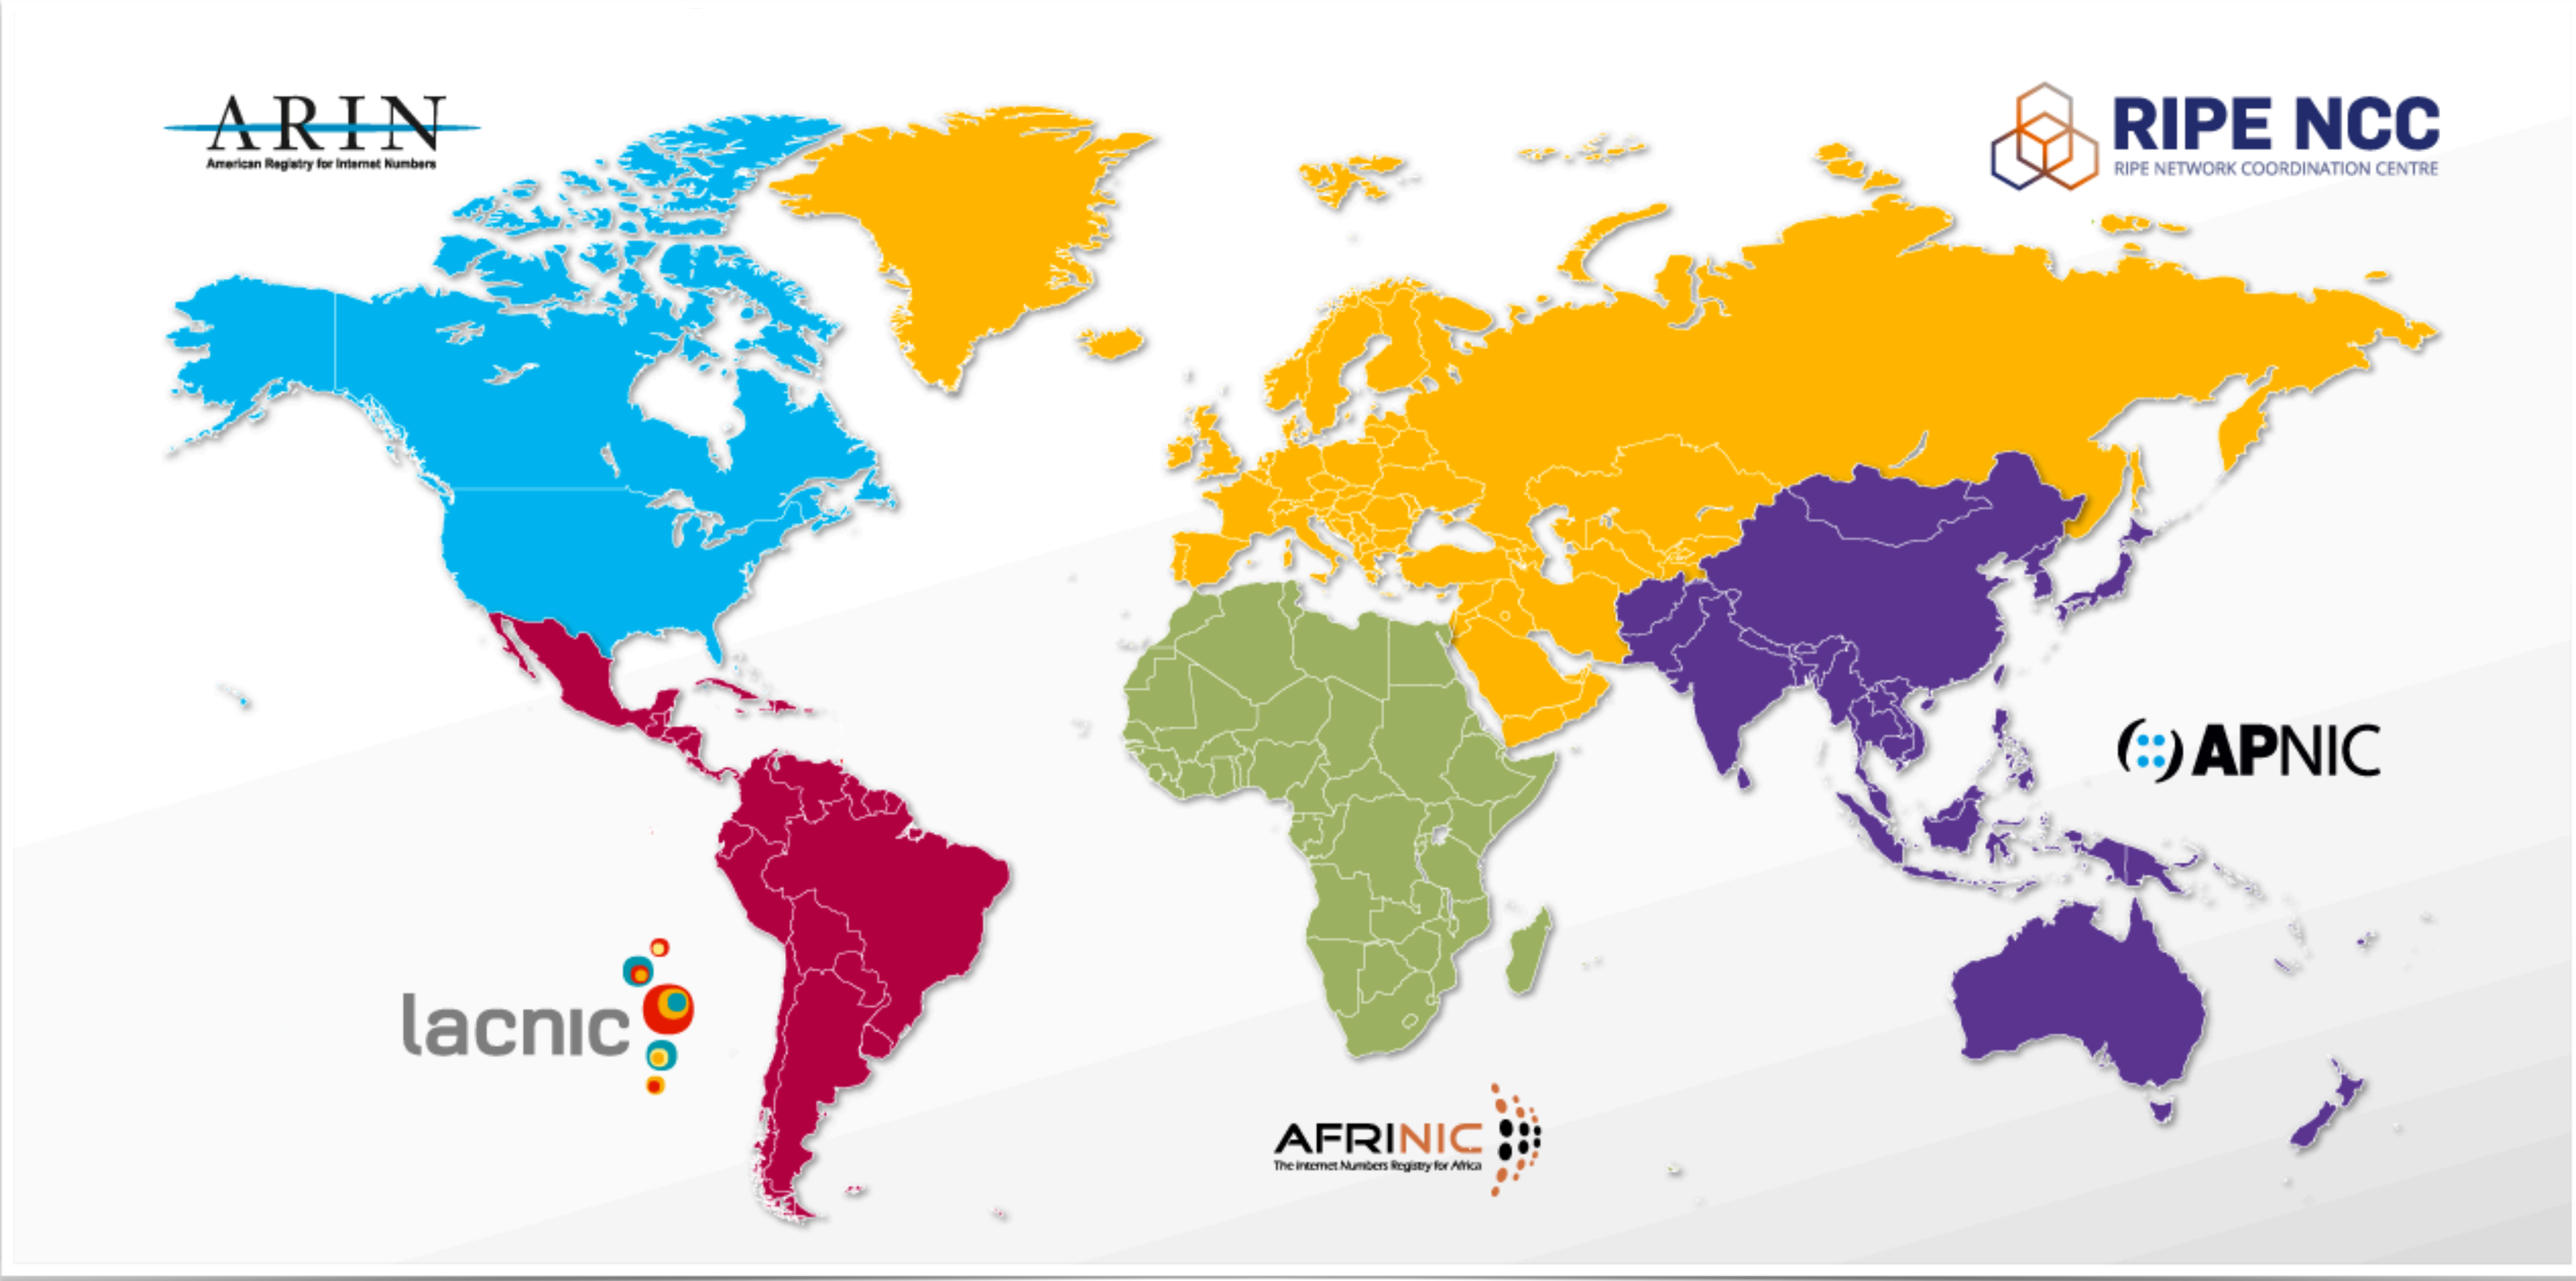 ARIN
American Registry for Internet Numbers
RIPE NCC
RIPE NETWORK COORDINATION CENTRE
APNIC
lacnic
AFRINIC
The Internet Numbers Registry for Africa